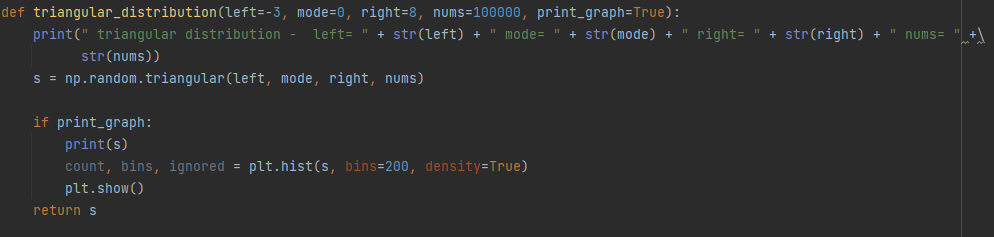 def triangular_distribution(left=-3, mode=0, right=8, nums=100000, print_graph=True):
    print(" triangular distribution -  left= " + str(left) + " mode= " + str(mode) + " right= " + str(right) + " nums= " +\
          str(nums))
    s = np.random.triangular(left, mode, right, nums)
    if print_graph:
        print(s)
        count, bins, ignored = plt.hist(s, bins=200, density=True)
        plt.show()
    return s